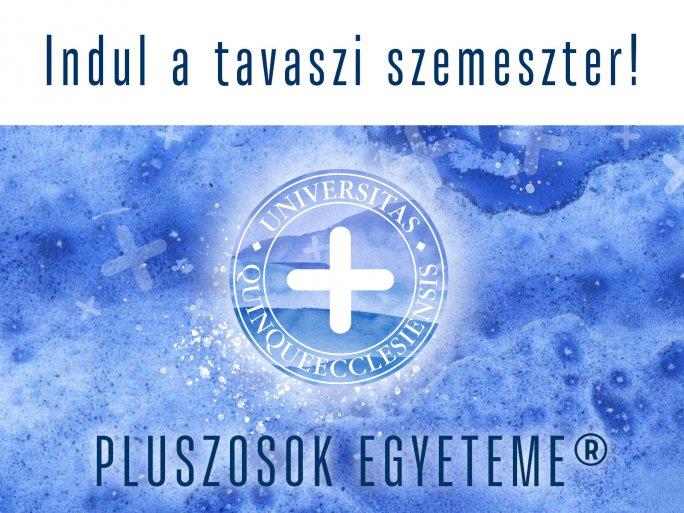 Indul a tavaszi szemeszter!
UNIVERSITAS
QUINQUEECCLESIENSIS
PLUSZOSOK EGYETEME®